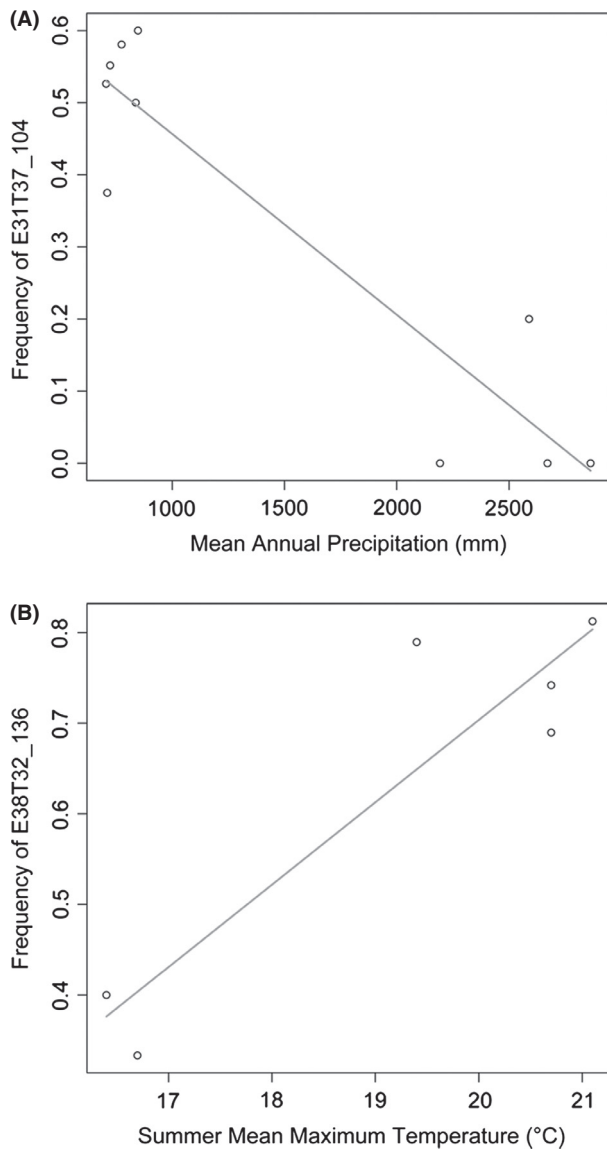 (A)
0.6
0.5
0.4
0.3
0.2
0.1
0.0
Frequency of E31T37_104
1000 1500 2000 2500
Mean Annual Precipitation (mm)
(B)
0.8
0.7
0.6
0.5
0.4
Frequency of E38T32_136
17 18 19 20 21
Summer Mean Maximum Temperature (°C)